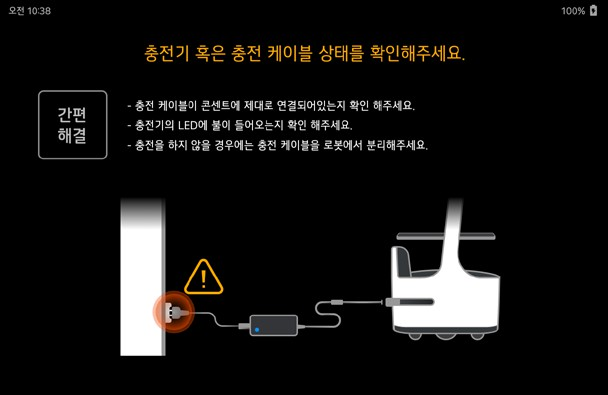 오전 10:38
100%
충전기 혹은 충전 케이블 상태를 확인해주세요.
간편
해결
- 충전 케이블이 콘센트에 제대로 연결되어있는지 확인 해주세요.
- 충전기의 LED에 불이 들어오는지 확인 해주세요.
- 충전을 하지 않을 경우에는 충전 케이블을 로봇에서 분리해주세요.